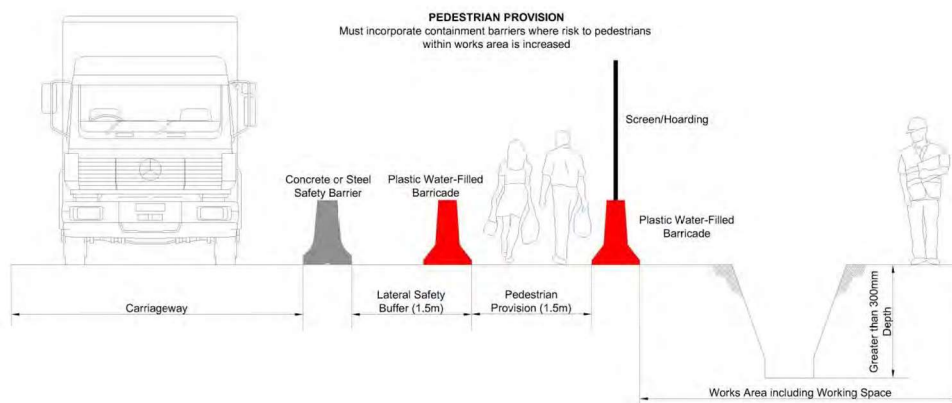 PEDESTRIAN PROVISION
Must incorporate containment barriers where risk to pedestrians
within works area is increased
Screen/Hoarding
Concrete or Steel
Safety Barrier
Plastic Water-Filled
Barricade
Plastic Water-Filled
Barricade
Carriageway
Lateral Safety
Buffer (1.5m)
Pedestrian
Provision (1.5m)
Greater than 300mm
Depth
Works Area including Working Space